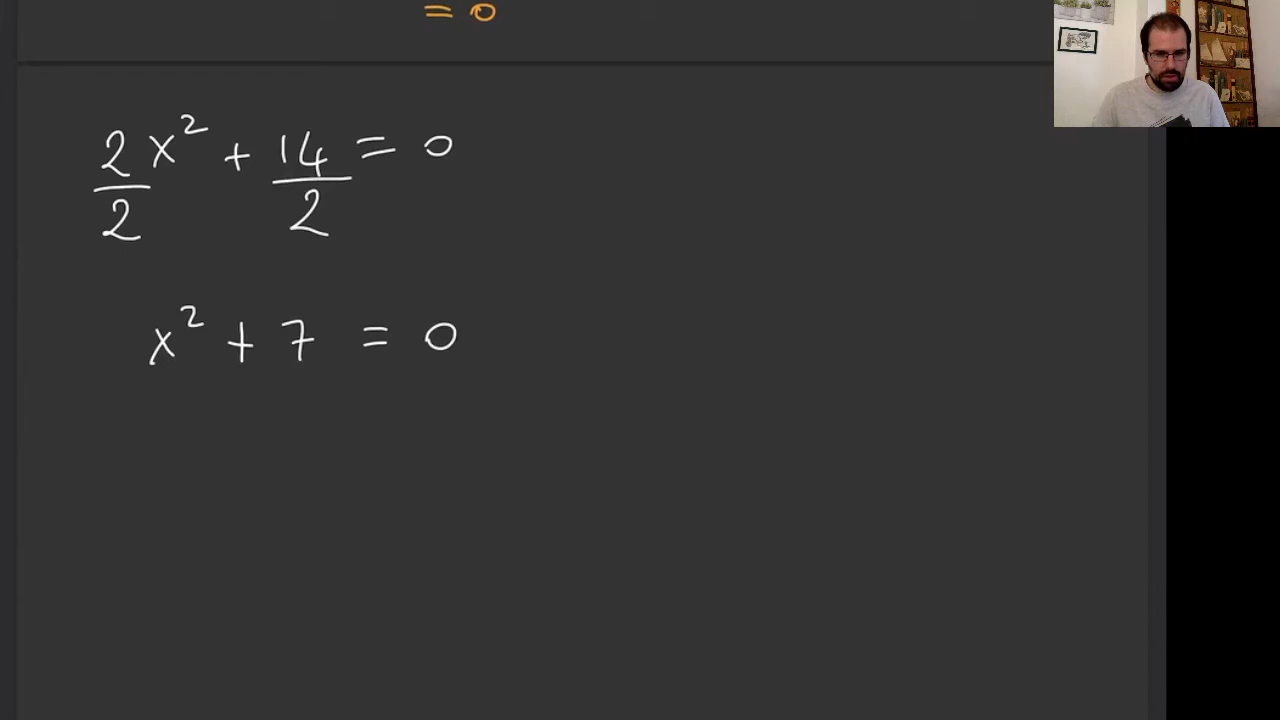 = 0
2x² + 14 = 0
2 2
x² + 7 = 0